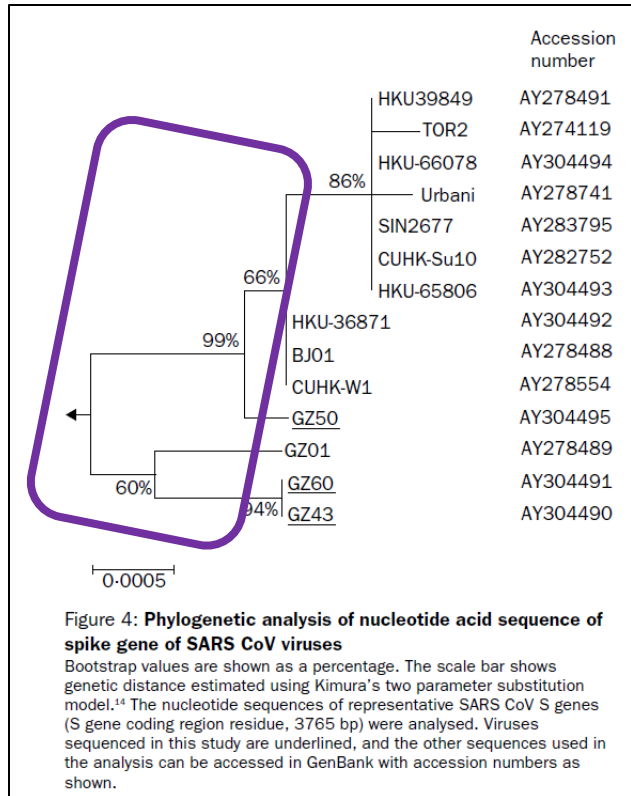 Accession
number
HKU39849 AY278491
TOR2 AY274119
HKU-66078 AY304494
86%
Urbani AY278741
SIN2677 AY283795
CUHK-Su10 AY282752
66%
HKU-65806 AY304493
HKU-36871 AY304492
99%
BJ01 AY278488
CUHK-W1 AY278554
GZ50 AY304495
GZ01 AY278489
60%
GZ60 AY304491
94%
GZ43 AY304490
0·0005
Figure 4: Phylogenetic analysis of nucleotide acid sequence of
spike gene of SARS CoV viruses
Bootstrap values are shown as a percentage. The scale bar shows
genetic distance estimated using Kimura's two parameter substitution
model.¹⁴ The nucleotide sequences of representative SARS CoV S genes
(S gene coding region residue, 3765 bp) were analysed. Viruses
sequenced in this study are underlined, and the other sequences used in
the analysis can be accessed in GenBank with accession numbers as
shown.